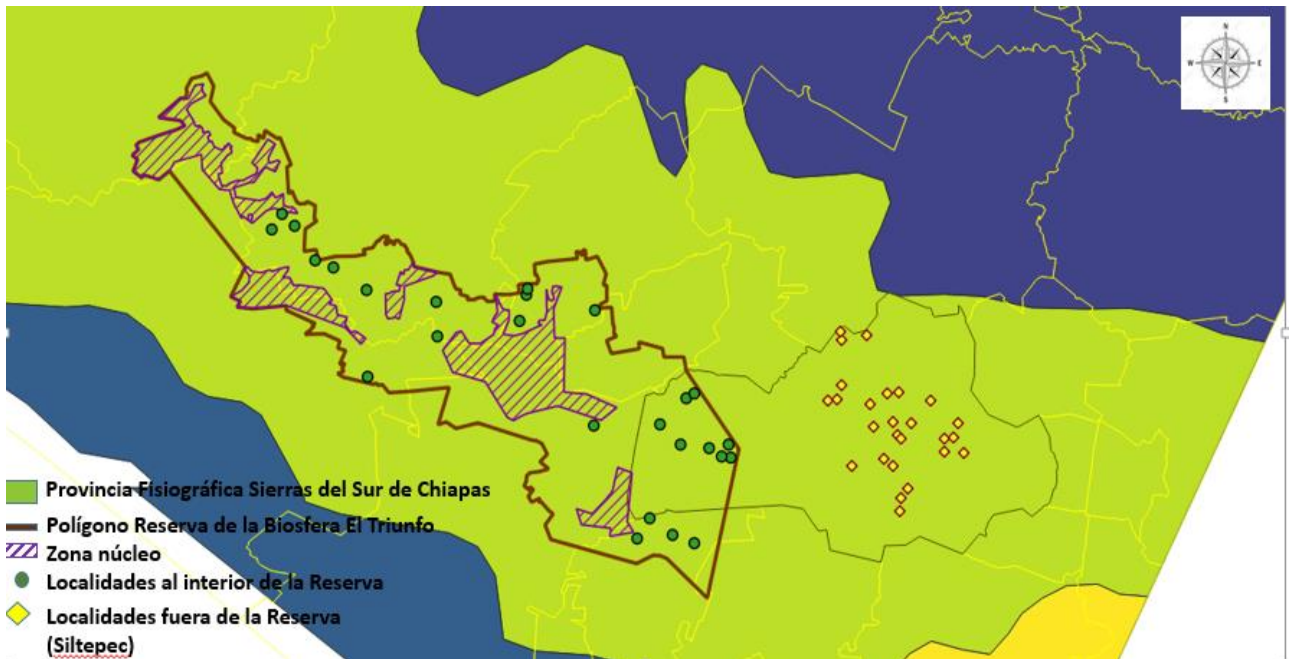 N
W E
S
Provincia Fisiográfica Sierras del Sur de Chiapas
Polígono Reserva de la Biosfera El Triunfo
Zona núcleo
Localidades al interior de la Reserva
Localidades fuera de la Reserva
(Siltepec)